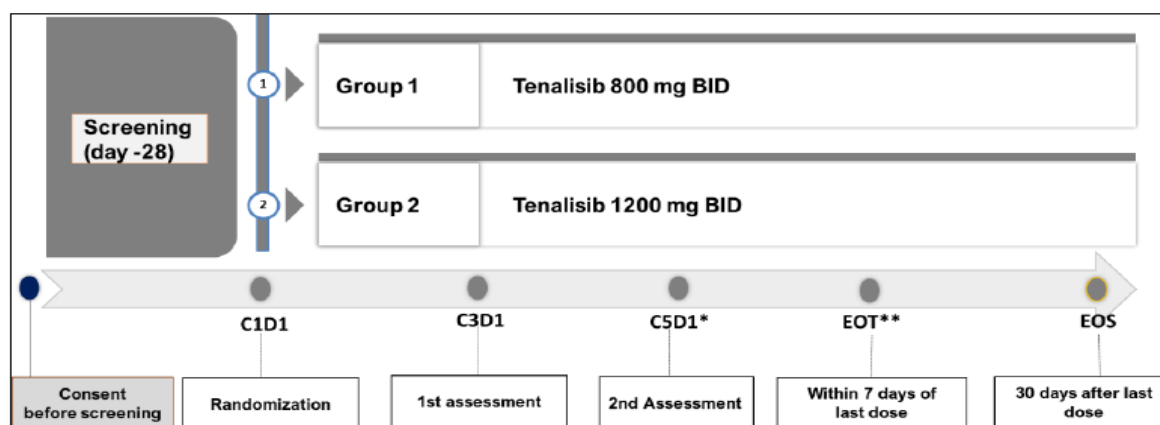 Screening
(day -28)
1
Group 1
Tenalisib 800 mg BID
2
Group 2
Tenalisib 1200 mg BID
C1D1
C3D1
C5D1*
EOT**
EOS
Consent
before screening
Randomization
1st assessment
2nd Assessment
Within 7 days of
last dose
30 days after last
dose